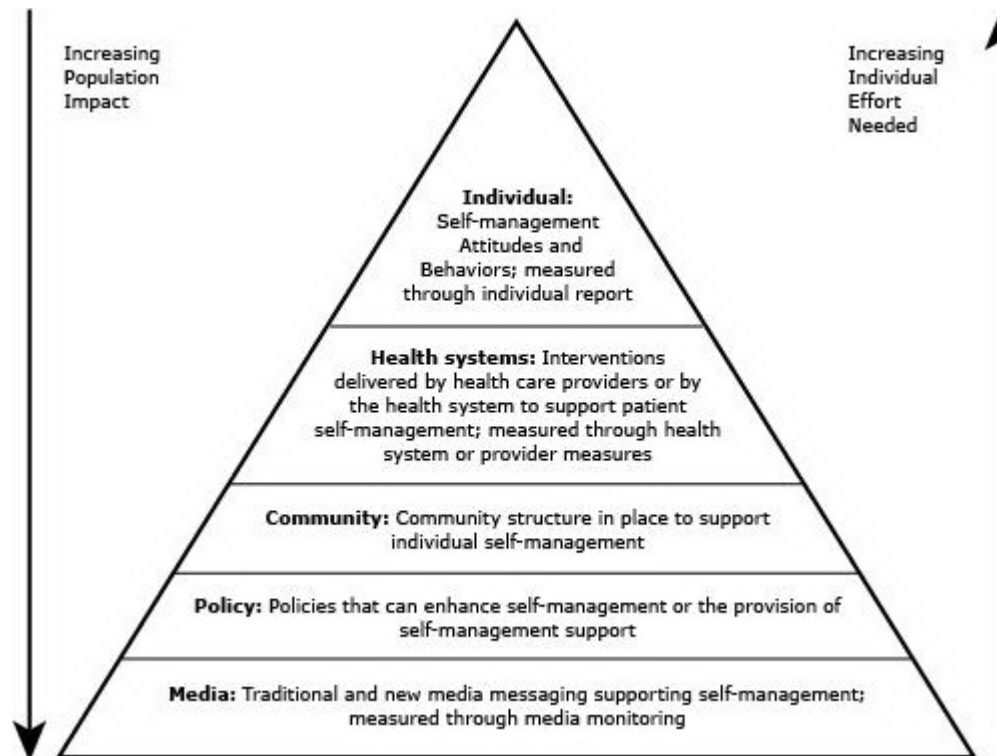 Increasing
Population
Impact
Increasing
Individual
Effort
Needed
Individual:
Self-management
Attitudes and
Behaviors; measured
through individual report
Health systems: Interventions
delivered by health care providers or by
the health system to support patient
self-management; measured through health
system or provider measures
Community: Community structure in place to support
individual self-management
Policy: Policies that can enhance self-management or the provision of
self-management support
Media: Traditional and new media messaging supporting self-management;
measured through media monitoring